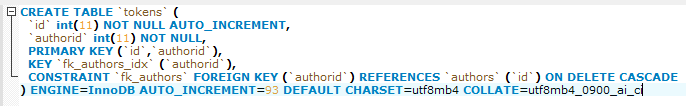 CREATE TABLE `tokens` (
`id` int(11) NOT NULL AUTO_INCREMENT,
`authorid` int(11) NOT NULL,
PRIMARY KEY (`id`,`authorid`),
KEY `fk_authors_idx` (`authorid`),
CONSTRAINT `fk_authors` FOREIGN KEY (`authorid`) REFERENCES `authors` (`id`) ON DELETE CASCADE
) ENGINE=InnoDB AUTO_INCREMENT=93 DEFAULT CHARSET=utf8mb4 COLLATE=utf8mb4_0900_ai_ci